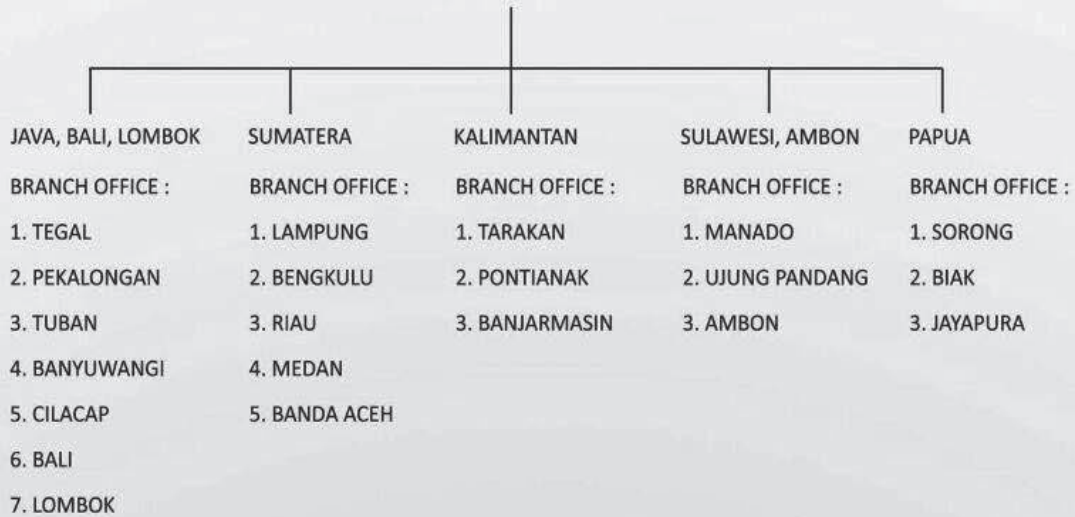 JAVA, BALI, LOMBOK
BRANCH OFFICE :
1. TEGAL
2. PEKALONGAN
3. TUBAN
4. BANYUWANGI
5. CILACAP
6. BALI
7. LOMBOK
SUMATERA
BRANCH OFFICE :
1. LAMPUNG
2. BENGKULU
3. RIAU
4. MEDAN
5. BANDA ACEH
KALIMANTAN
BRANCH OFFICE :
1. TARAKAN
2. PONTIANAK
3. BANJARMASIN
SULAWESI, AMBON
BRANCH OFFICE :
1. MANADO
2. UJUNG PANDANG
3. AMBON
PAPUA
BRANCH OFFICE :
1. SORONG
2. BIAK
3. JAYAPURA